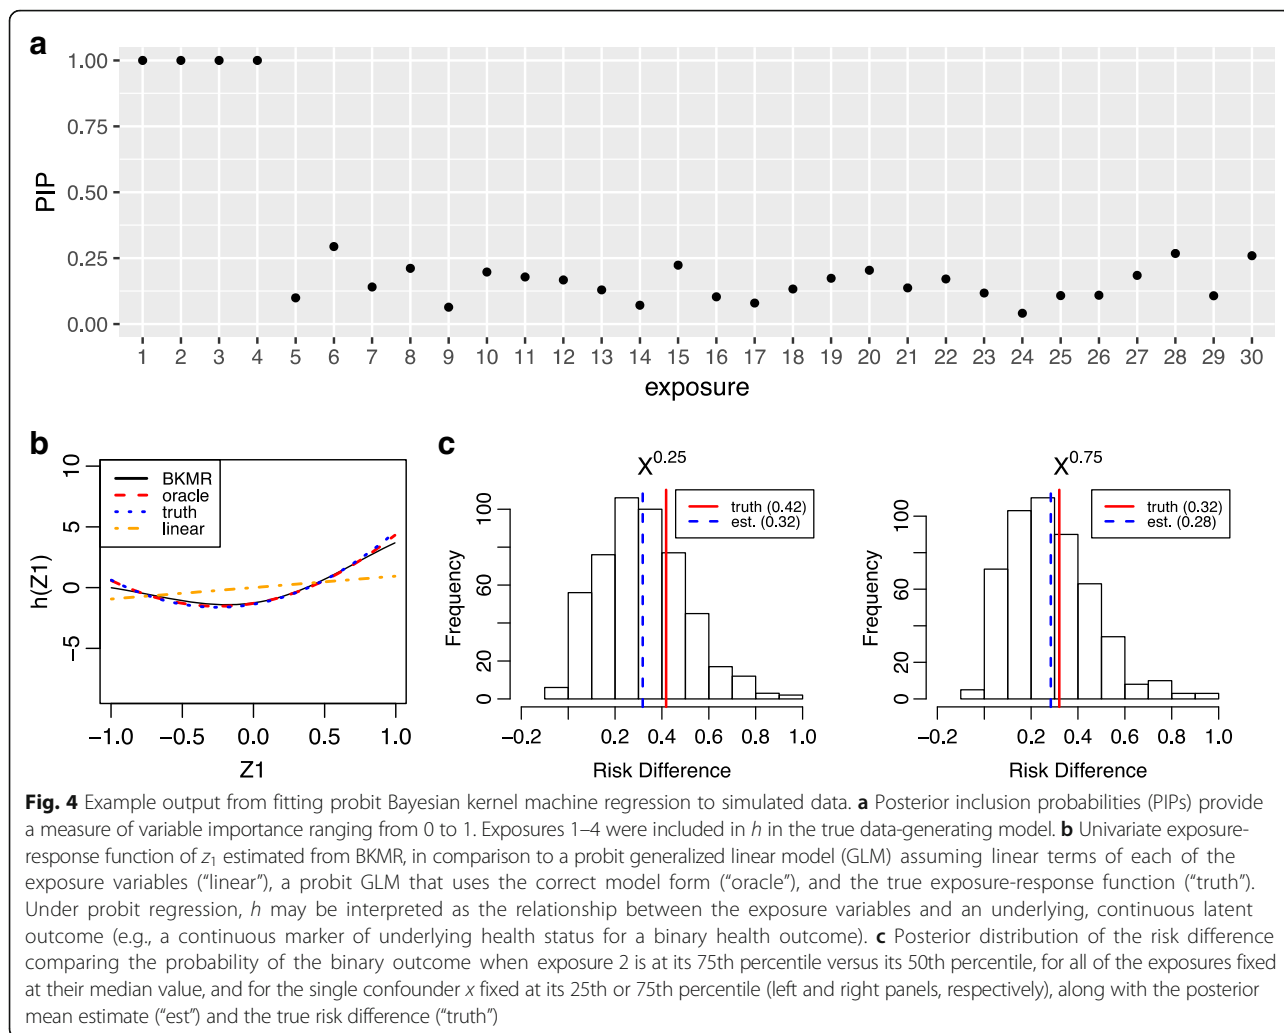 a
1.00
0.75
0.50
0.25
0.00
PIP
1 2 3 4 5 6 7 8 9 10 11 12 13 14 15 16 17 18 19 20 21 22 23 24 25 26 27 28 29 30
exposure
b
10
5
0
−5
h(Z1)
BKMR
oracle
truth
linear
−1.0 −0.5 0.0 0.5 1.0
Z1
c
X^0.25
100
60
20
0
Frequency
truth (0.42)
est. (0.32)
−0.2 0.2 0.4 0.6 0.8 1.0
Risk Difference
X^0.75
100
60
20
0
Frequency
truth (0.32)
est. (0.28)
−0.2 0.2 0.4 0.6 0.8 1.0
Risk Difference
Fig. 4 Example output from fitting probit Bayesian kernel machine regression to simulated data. a Posterior inclusion probabilities (PIPs) provide
a measure of variable importance ranging from 0 to 1. Exposures 1–4 were included in h in the true data-generating model. b Univariate exposure-
response function of z1 estimated from BKMR, in comparison to a probit generalized linear model (GLM) assuming linear terms of each of the
exposure variables (“linear”), a probit GLM that uses the correct model form (“oracle”), and the true exposure-response function (“truth”).
Under probit regression, h may be interpreted as the relationship between the exposure variables and an underlying, continuous latent
outcome (e.g., a continuous marker of underlying health status for a binary health outcome). c Posterior distribution of the risk difference
comparing the probability of the binary outcome when exposure 2 is at its 75th percentile versus its 50th percentile, for all of the exposures fixed
at their median value, and for the single confounder x fixed at its 25th or 75th percentile (left and right panels, respectively), along with the posterior
mean estimate (“est”) and the true risk difference (“truth”)